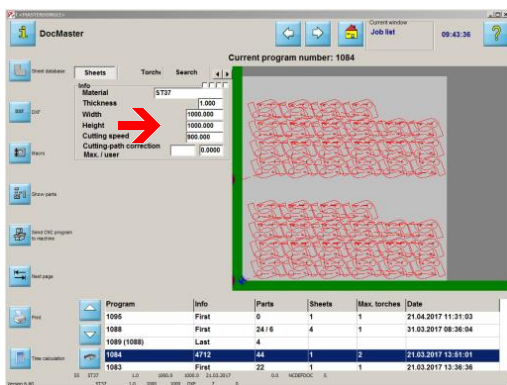 DocMaster
Current window
Job list
09:43:36
Current program number: 1084
Sheet database
Sheets Torch Search
Info
Material ST37
Thickness 1.000
Width 1000.000
Height 1000.000
Cutting speed 900.000
Cutting-path correction
Max. / user 0.0000
DXF
Macro
Show parts
Send CNC program
to machine
Next page
Print
Time calculation
Program Info Parts Sheets Max. torches Date
1095 First 0 1 1 21.04.2017 11:31:03
1088 First 24 / 6 4 1 31.03.2017 08:36:04
1089 (1088) Last 4
1084 4712 44 1 2 21.03.2017 13:51:01
1083 First 22 1 1 21.03.2017 13:36:36